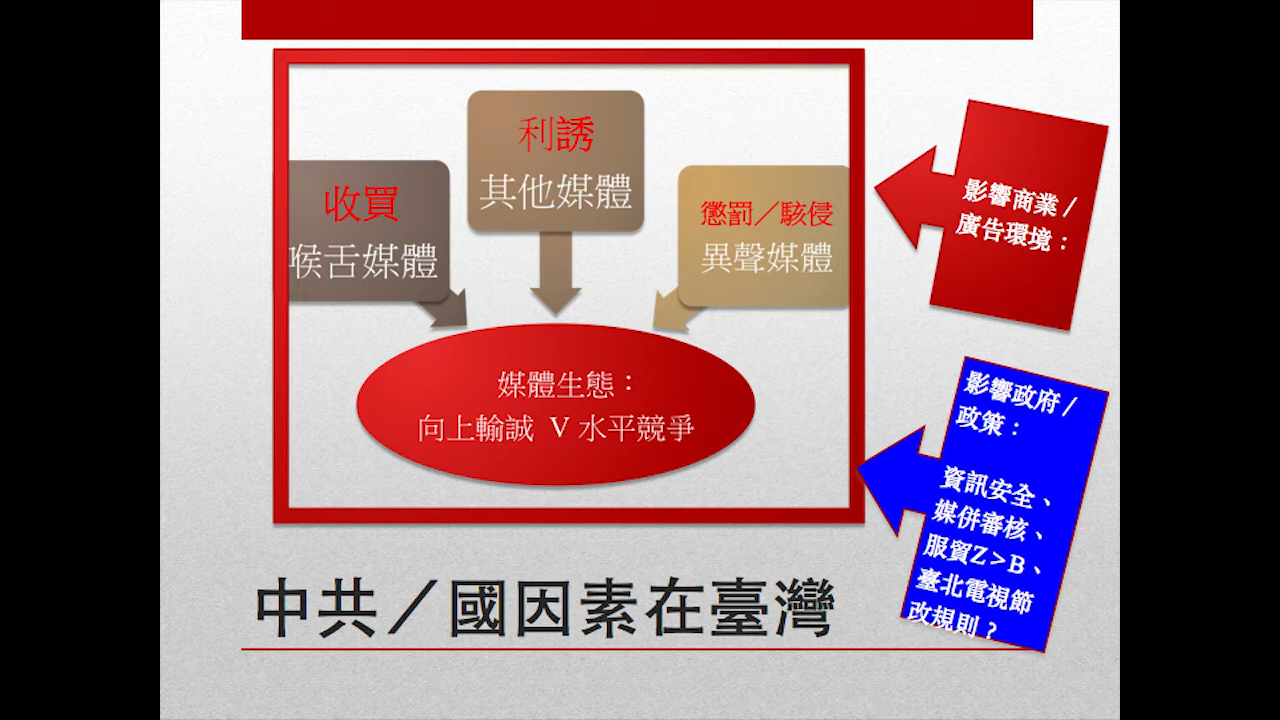 利誘
其他媒體
收買
喉舌媒體
懲罰／駭侵
異聲媒體
媒體生態：
向上輸誠 V 水平競爭
影響商業／
廣告環境：
影響政府／
政策：
資訊安全、
媒併審核、
服貿Z＞B、
臺北電視節
改規則？
中共／國因素在臺灣